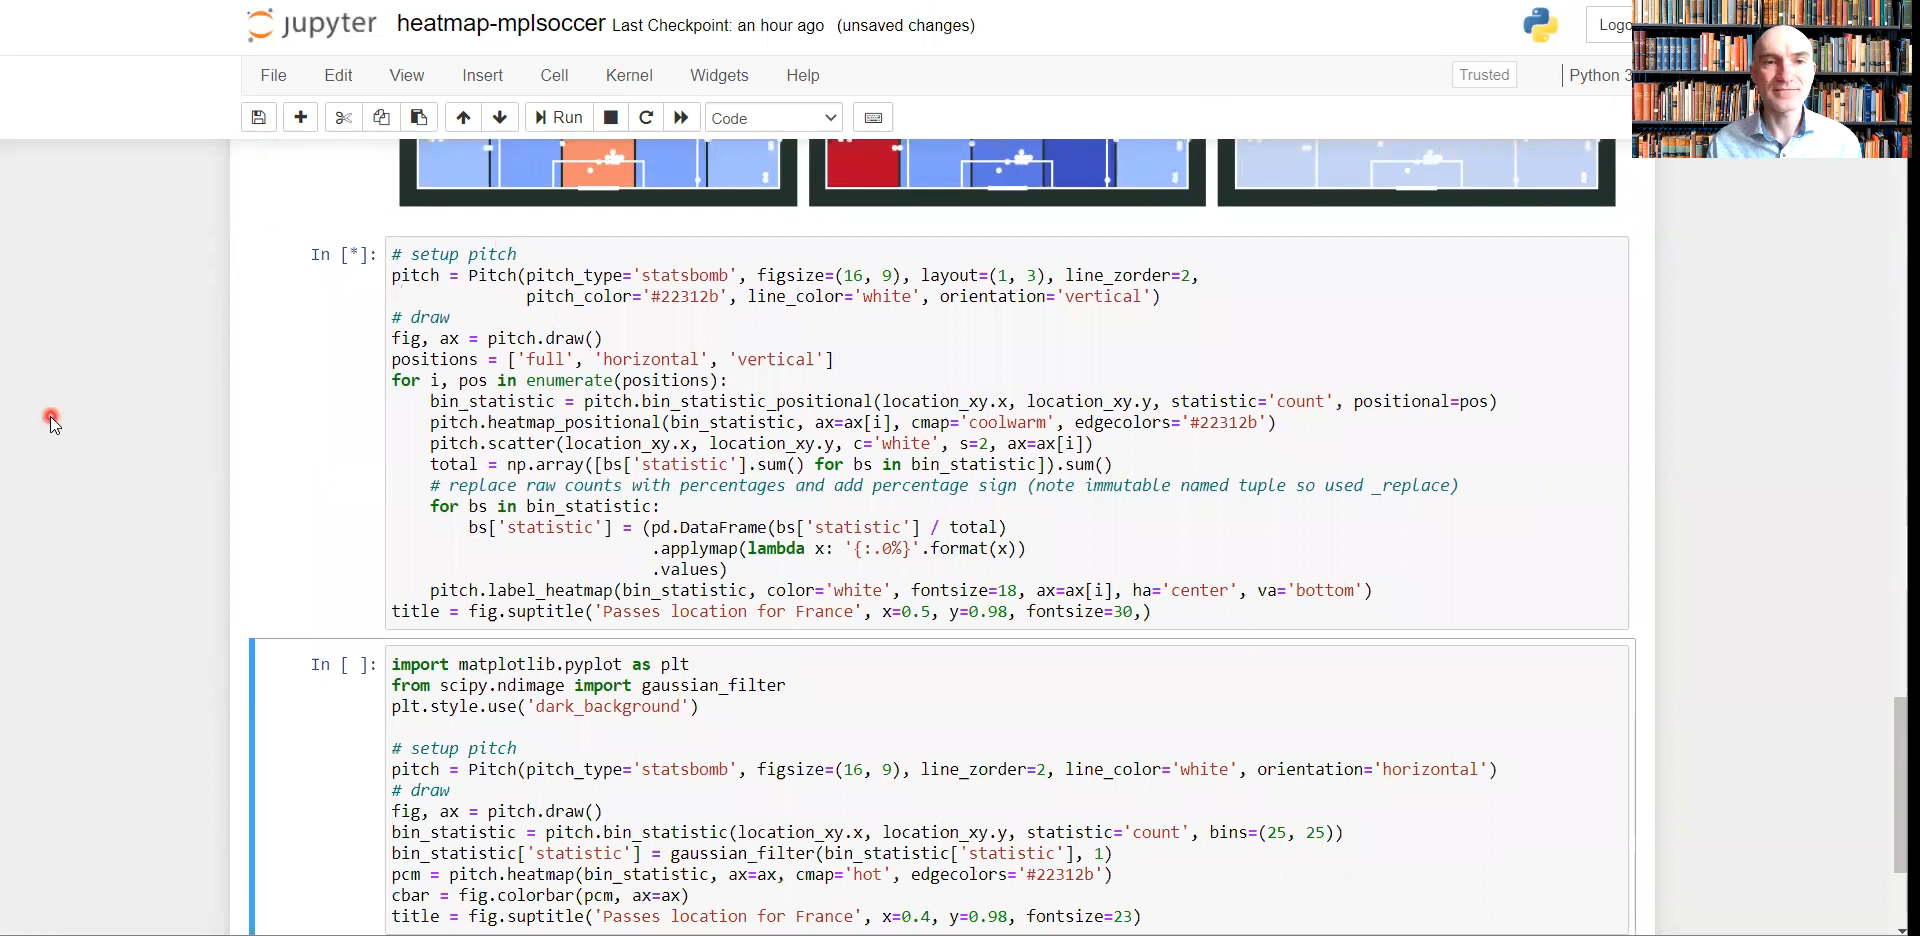 jupyter heatmap-mplsoccer Last Checkpoint: an hour ago (unsaved changes)
Logo
File Edit View Insert Cell Kernel Widgets Help
Trusted
Python 3
Run
Code
In [*]:
# setup pitch
pitch = Pitch(pitch_type='statsbomb', figsize=(16, 9), layout=(1, 3), line_zorder=2,
              pitch_color='#22312b', line_color='white', orientation='vertical')
# draw
fig, ax = pitch.draw()
positions = ['full', 'horizontal', 'vertical']
for i, pos in enumerate(positions):
    bin_statistic = pitch.bin_statistic_positional(location_xy.x, location_xy.y, statistic='count', positional=pos)
    pitch.heatmap_positional(bin_statistic, ax=ax[i], cmap='coolwarm', edgecolors='#22312b')
    pitch.scatter(location_xy.x, location_xy.y, c='white', s=2, ax=ax[i])
    total = np.array([bs['statistic'].sum() for bs in bin_statistic]).sum()
    # replace raw counts with percentages and add percentage sign (note immutable named tuple so used _replace)
    for bs in bin_statistic:
        bs['statistic'] = (pd.DataFrame(bs['statistic'] / total)
                           .applymap(lambda x: '{:.0%}'.format(x))
                           .values)
    pitch.label_heatmap(bin_statistic, color='white', fontsize=18, ax=ax[i], ha='center', va='bottom')
title = fig.suptitle('Passes location for France', x=0.5, y=0.98, fontsize=30,)
In [ ]:
import matplotlib.pyplot as plt
from scipy.ndimage import gaussian_filter
plt.style.use('dark_background')
# setup pitch
pitch = Pitch(pitch_type='statsbomb', figsize=(16, 9), line_zorder=2, line_color='white', orientation='horizontal')
# draw
fig, ax = pitch.draw()
bin_statistic = pitch.bin_statistic(location_xy.x, location_xy.y, statistic='count', bins=(25, 25))
bin_statistic['statistic'] = gaussian_filter(bin_statistic['statistic'], 1)
pcm = pitch.heatmap(bin_statistic, ax=ax, cmap='hot', edgecolors='#22312b')
cbar = fig.colorbar(pcm, ax=ax)
title = fig.suptitle('Passes location for France', x=0.4, y=0.98, fontsize=23)